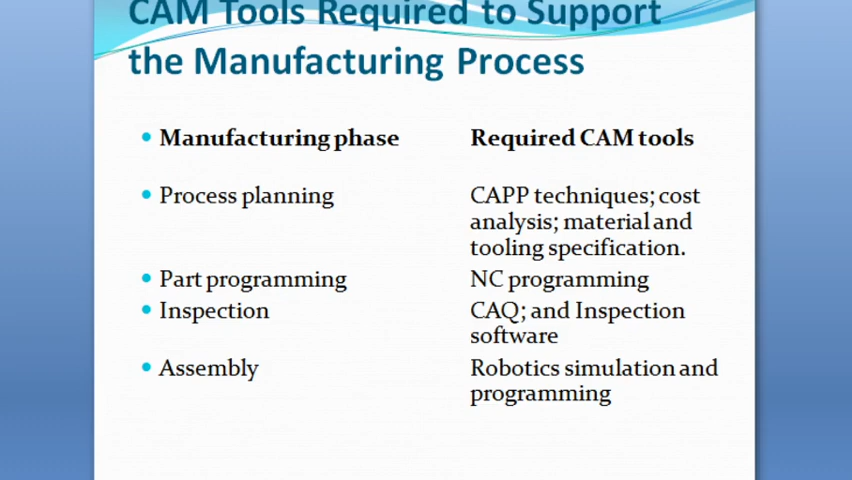 CAM Tools Required to Support
the Manufacturing Process
Manufacturing phase Required CAM tools
Process planning CAPP techniques; cost
analysis; material and
tooling specification.
Part programming NC programming
Inspection CAQ; and Inspection
software
Assembly Robotics simulation and
programming